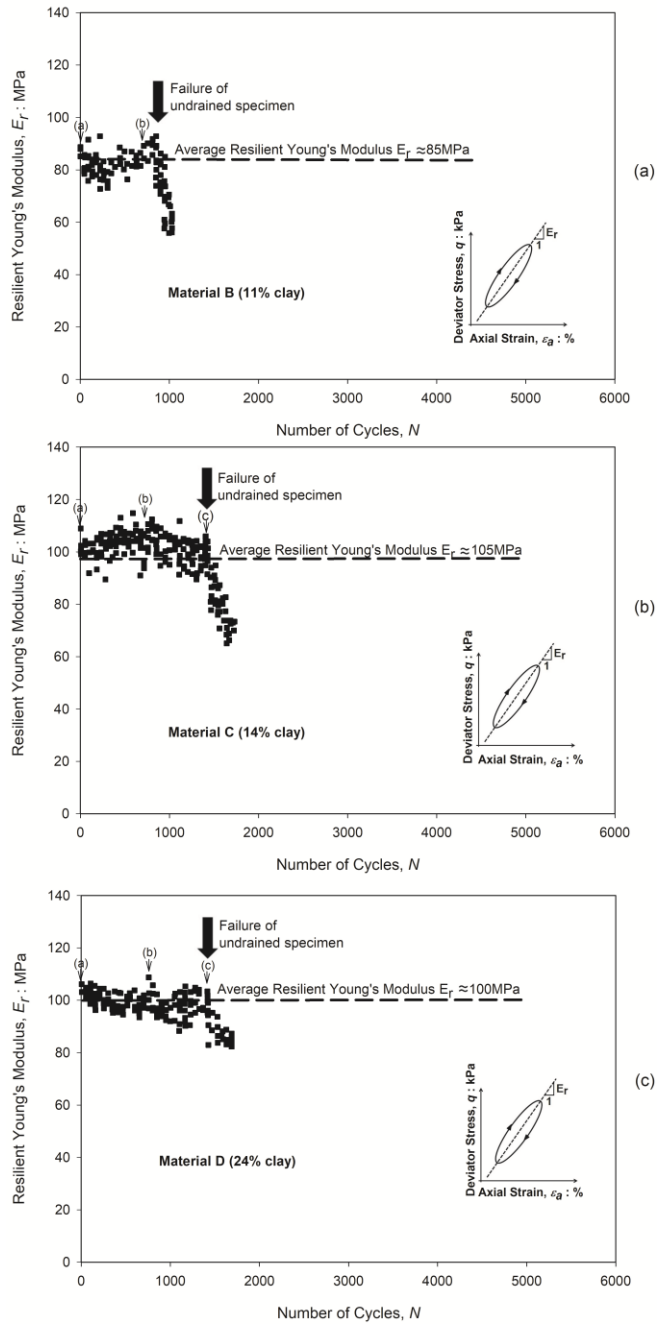 140
120
100
80
60
40
20
0
Resilient Young's Modulus, Er : MPa
(a)
(b)
Failure of
undrained specimen
Average Resilient Young's Modulus Er ≈85MPa
(a)
Material B (11% clay)
Deviator Stress, q : kPa
Er
1
Axial Strain, εa : %
0 1000 2000 3000 4000 5000 6000
Number of Cycles, N
140
120
100
80
60
40
20
0
Resilient Young's Modulus, Er : MPa
(a)
(b)
(c)
Failure of
undrained specimen
Average Resilient Young's Modulus Er ≈105MPa
(b)
Material C (14% clay)
Deviator Stress, q : kPa
Er
1
Axial Strain, εa : %
0 1000 2000 3000 4000 5000 6000
Number of Cycles, N
140
120
100
80
60
40
20
0
Resilient Young's Modulus, Er : MPa
(a)
(b)
(c)
Failure of
undrained specimen
Average Resilient Young's Modulus Er ≈100MPa
(c)
Material D (24% clay)
Deviator Stress, q : kPa
Er
1
Axial Strain, εa : %
0 1000 2000 3000 4000 5000 6000
Number of Cycles, N